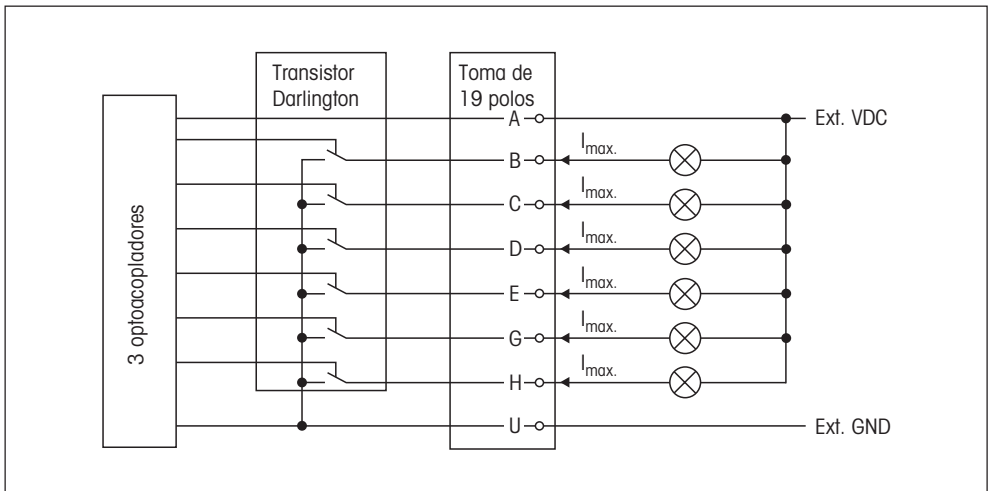 Transistor
Darlington
Toma de
19 polos
3 optoacopladores
A
Ext. VDC
B
Imax.
C
Imax.
D
Imax.
E
Imax.
G
Imax.
H
Imax.
U
Ext. GND